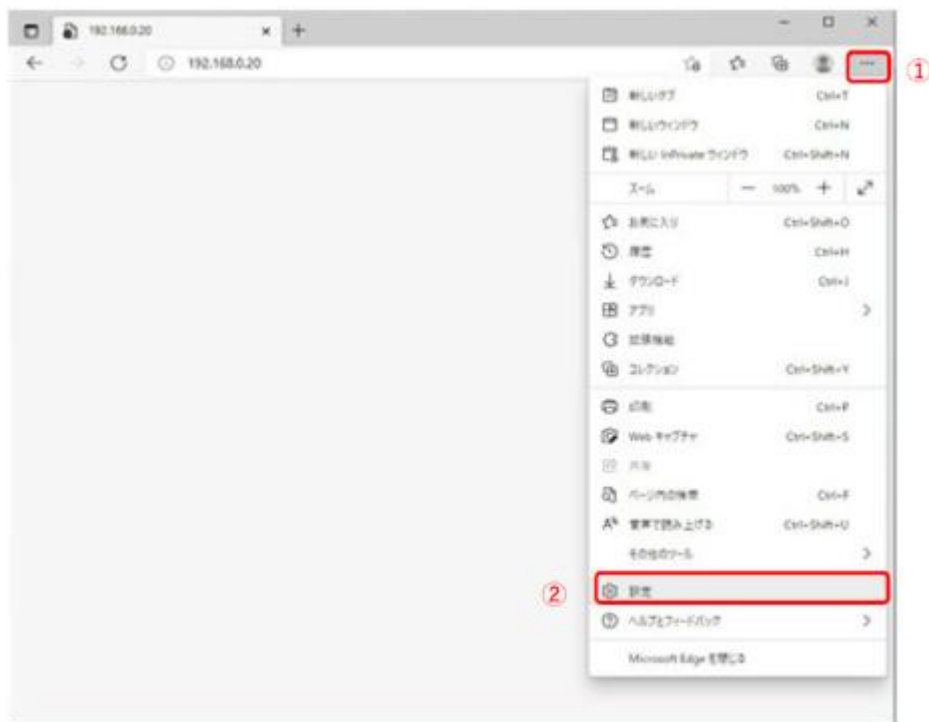 192.168.0.20
192.168.0.20
①
新しいタブ Ctrl+T
新しいウィンドウ Ctrl+N
新しい InPrivate ウィンドウ Ctrl+Shift+N
ズーム 100%
お気に入り Ctrl+Shift+O
履歴 Ctrl+H
ダウンロード Ctrl+J
アプリ
拡張機能
コレクション Ctrl+Shift+Y
印刷 Ctrl+P
Web キャプチャ Ctrl+Shift+S
共有
ページ内の検索 Ctrl+F
音声で読み上げる Ctrl+Shift+U
その他のツール
② 設定
ヘルプとフィードバック
Microsoft Edge を閉じる